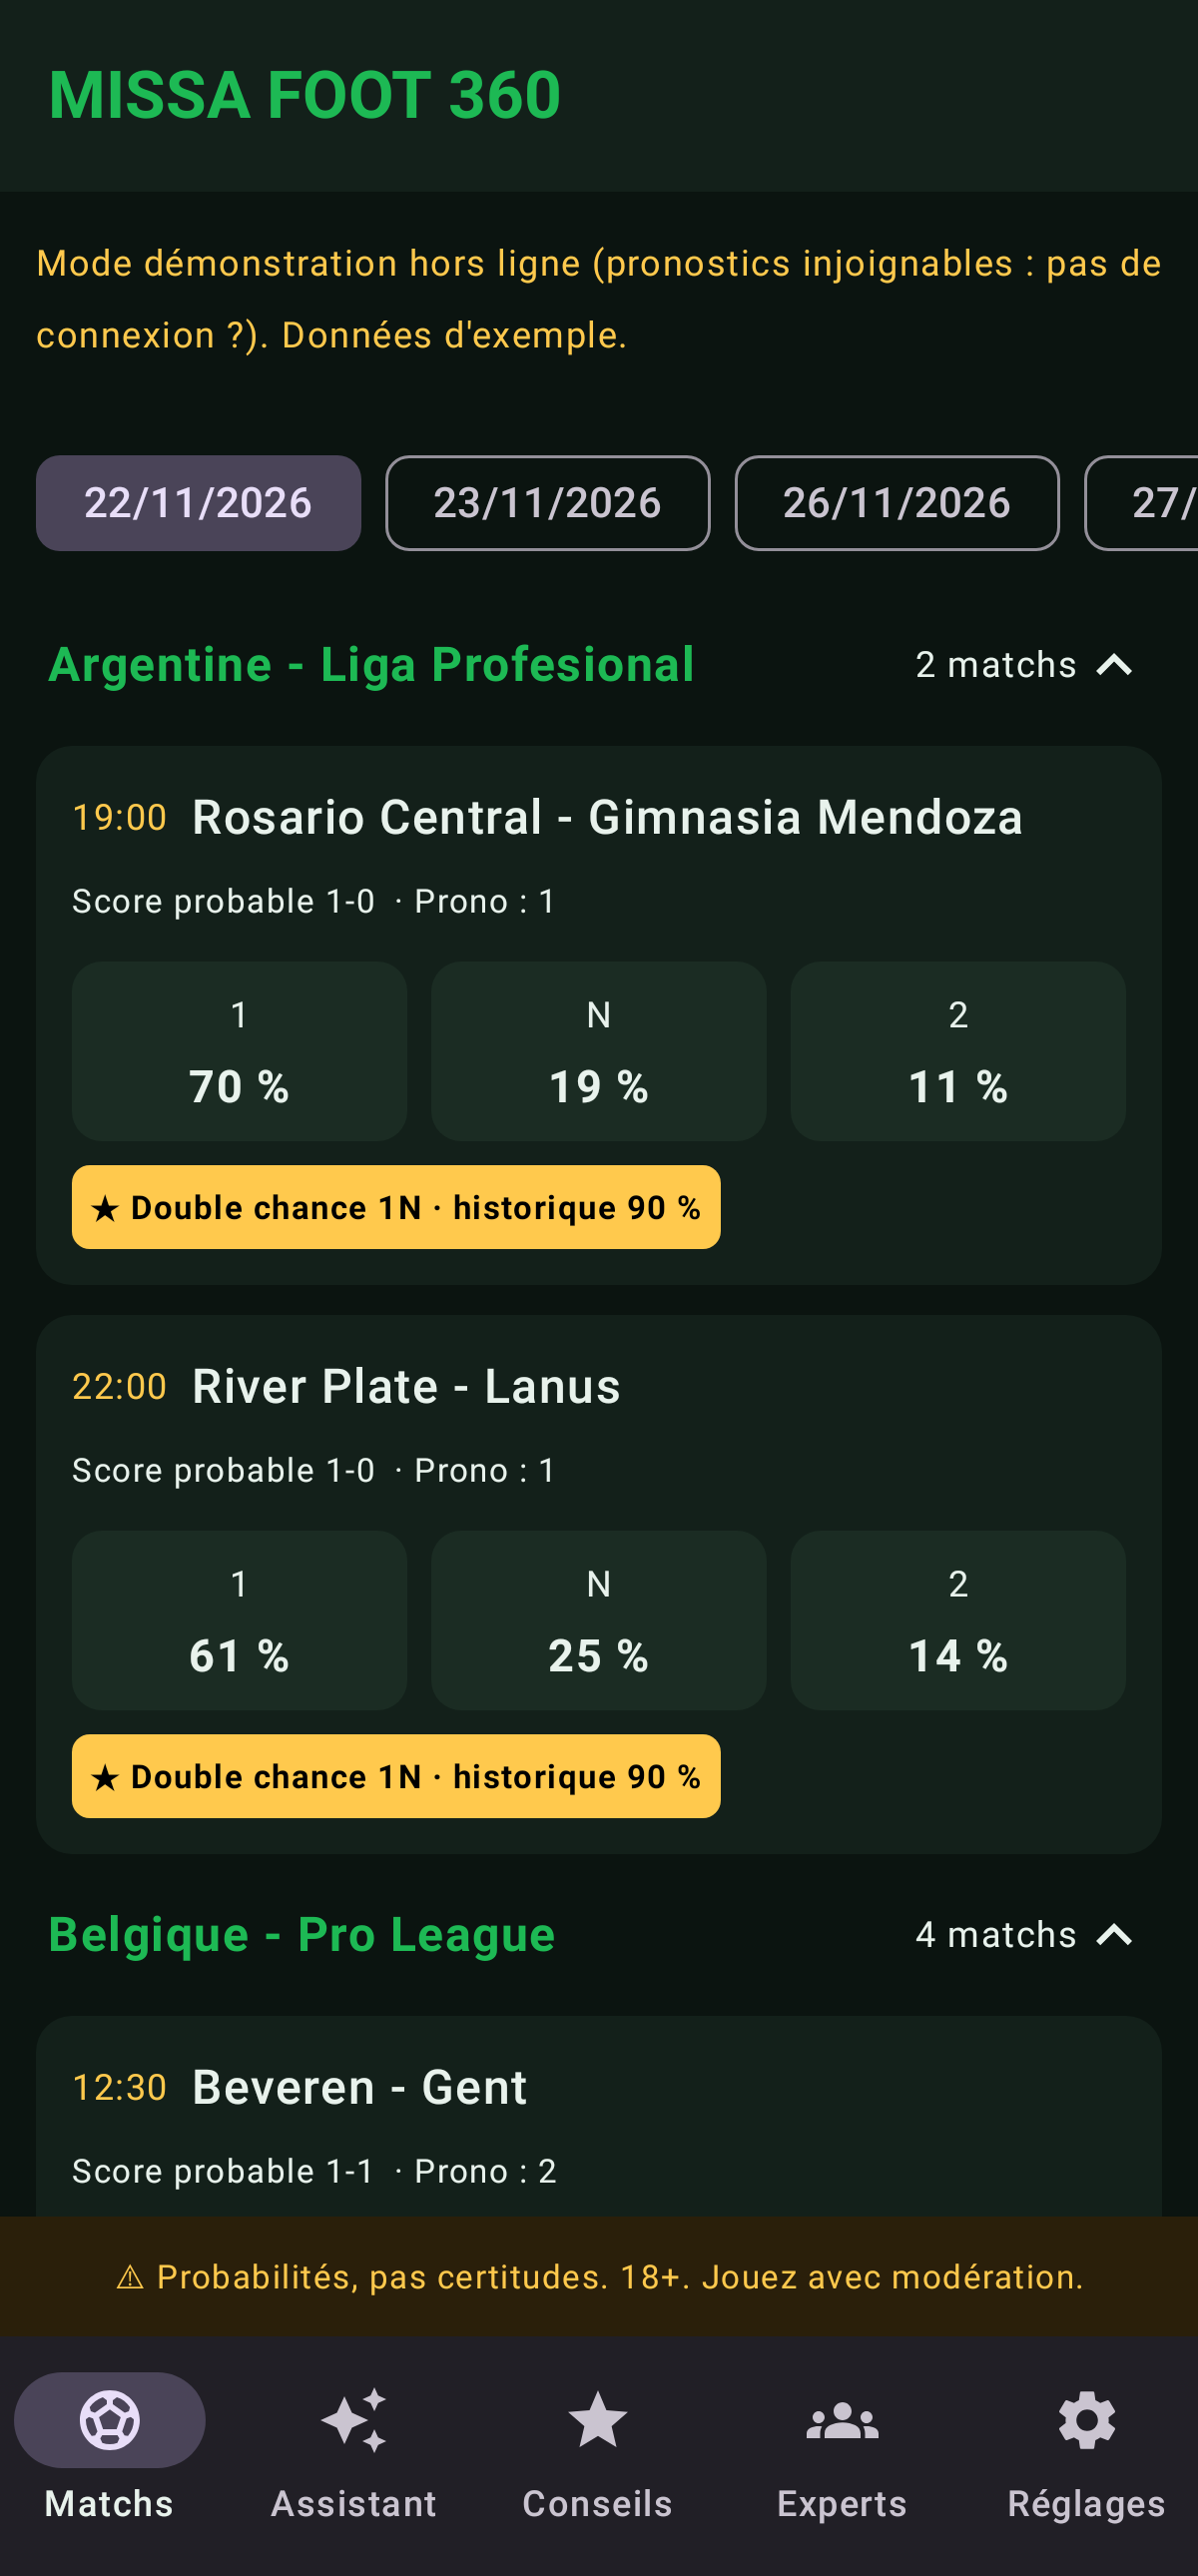 MISSA FOOT 360
Mode démonstration hors ligne (pronostics injoignables : pas de
connexion ?). Données d'exemple.
22/11/2026 23/11/2026 26/11/2026 27/
Argentine - Liga Profesional 2 matchs
19:00 Rosario Central - Gimnasia Mendoza
Score probable 1-0 · Prono : 1
1 N 2
70 % 19 % 11 %
★ Double chance 1N · historique 90 %
22:00 River Plate - Lanus
Score probable 1-0 · Prono : 1
1 N 2
61 % 25 % 14 %
★ Double chance 1N · historique 90 %
Belgique - Pro League 4 matchs
12:30 Beveren - Gent
Score probable 1-1 · Prono : 2
⚠ Probabilités, pas certitudes. 18+. Jouez avec modération.
Matchs Assistant Conseils Experts Réglages